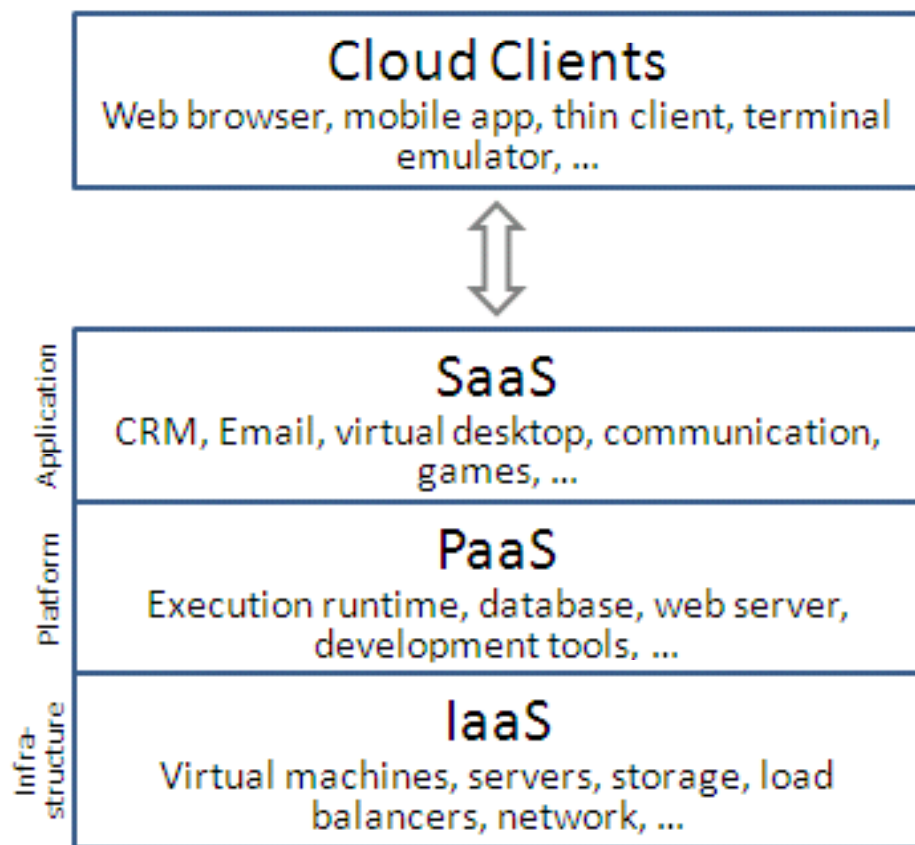 Cloud Clients
Web browser, mobile app, thin client, terminal
emulator, ...
Application
SaaS
CRM, Email, virtual desktop, communication,
games, ...
Platform
PaaS
Execution runtime, database, web server,
development tools, ...
Infra-
structure
IaaS
Virtual machines, servers, storage, load
balancers, network, ...